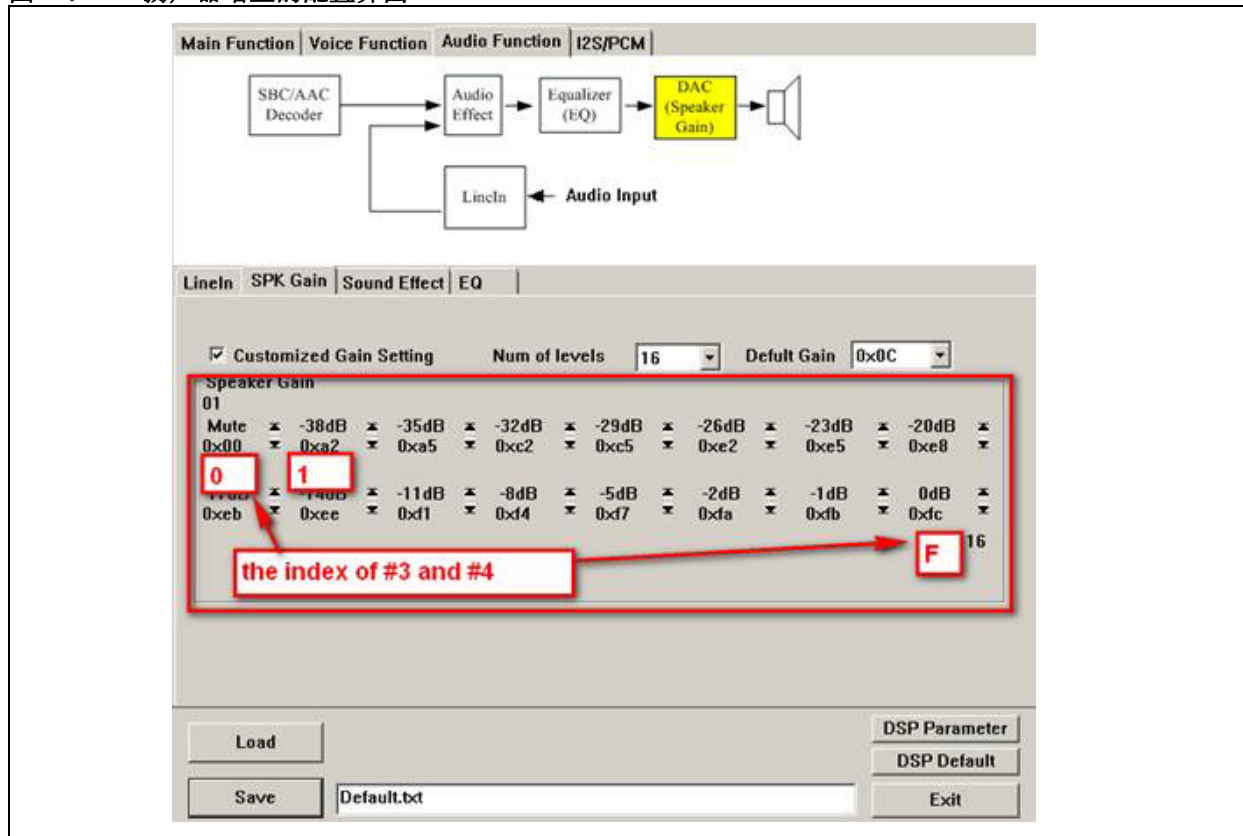 Main Function Voice Function Audio Function I2S/PCM
SBC/AAC Decoder
Audio Effect
Equalizer (EQ)
DAC (Speaker Gain)
LineIn
Audio Input
LineIn SPK Gain Sound Effect EQ
Customized Gain Setting Num of levels 16 Defult Gain 0x0C
Speaker Gain
01
Mute -38dB -35dB -32dB -29dB -26dB -23dB -20dB
0x00 0xa2 0xa5 0xc2 0xc5 0xe2 0xe5 0xe8
0 1
-11dB -8dB -5dB -2dB -1dB 0dB
0xeb 0xee 0xf1 0xf4 0xf7 0xfa 0xfb 0xfc
F 16
the index of #3 and #4
Load
DSP Parameter
DSP Default
Save Default.txt Exit